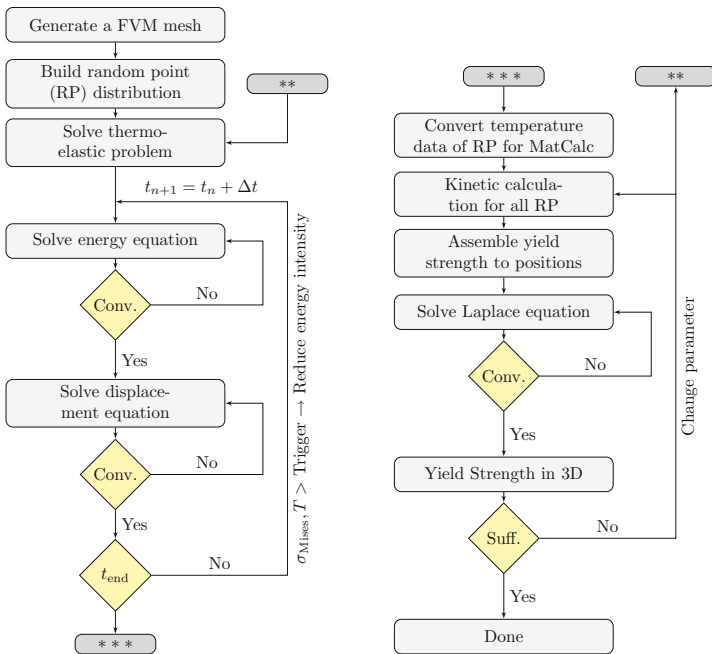 Generate a FVM mesh
Build random point
(RP) distribution
**
Solve thermo-
elastic problem
t_{n+1} = t_n + Δt
Solve energy equation
Conv.
No
Yes
Solve displace-
ment equation
Conv.
No
Yes
t_end
No
σ_Mises, T > Trigger → Reduce energy intensity
* * *
* * *
**
Convert temperature
data of RP for MatCalc
Kinetic calcula-
tion for all RP
Assemble yield
strength to positions
Solve Laplace equation
Conv.
No
Yes
Yield Strength in 3D
Suff.
No
Change parameter
Yes
Done